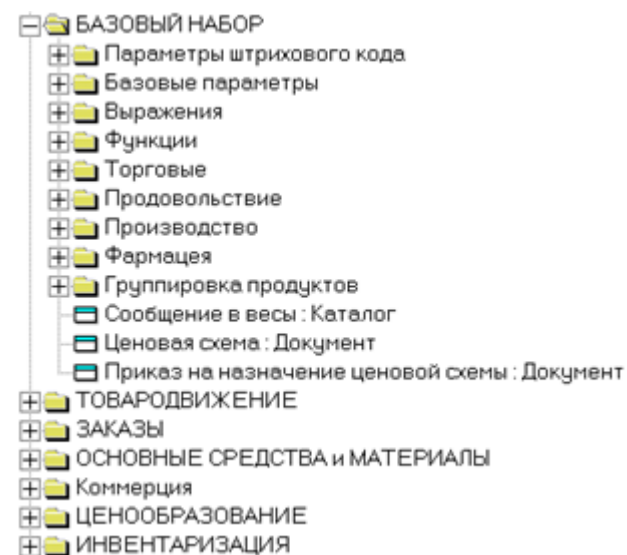 БАЗОВЫЙ НАБОР
Параметры штрихового кода
Базовые параметры
Выражения
Функции
Торговые
Продовольствие
Производство
Фармацея
Группировка продуктов
Сообщение в весы : Каталог
Ценовая схема : Документ
Приказ на назначение ценовой схемы : Документ
ТОВАРОДВИЖЕНИЕ
ЗАКАЗЫ
ОСНОВНЫЕ СРЕДСТВА и МАТЕРИАЛЫ
Коммерция
ЦЕНООБРАЗОВАНИЕ
ИНВЕНТАРИЗАЦИЯ